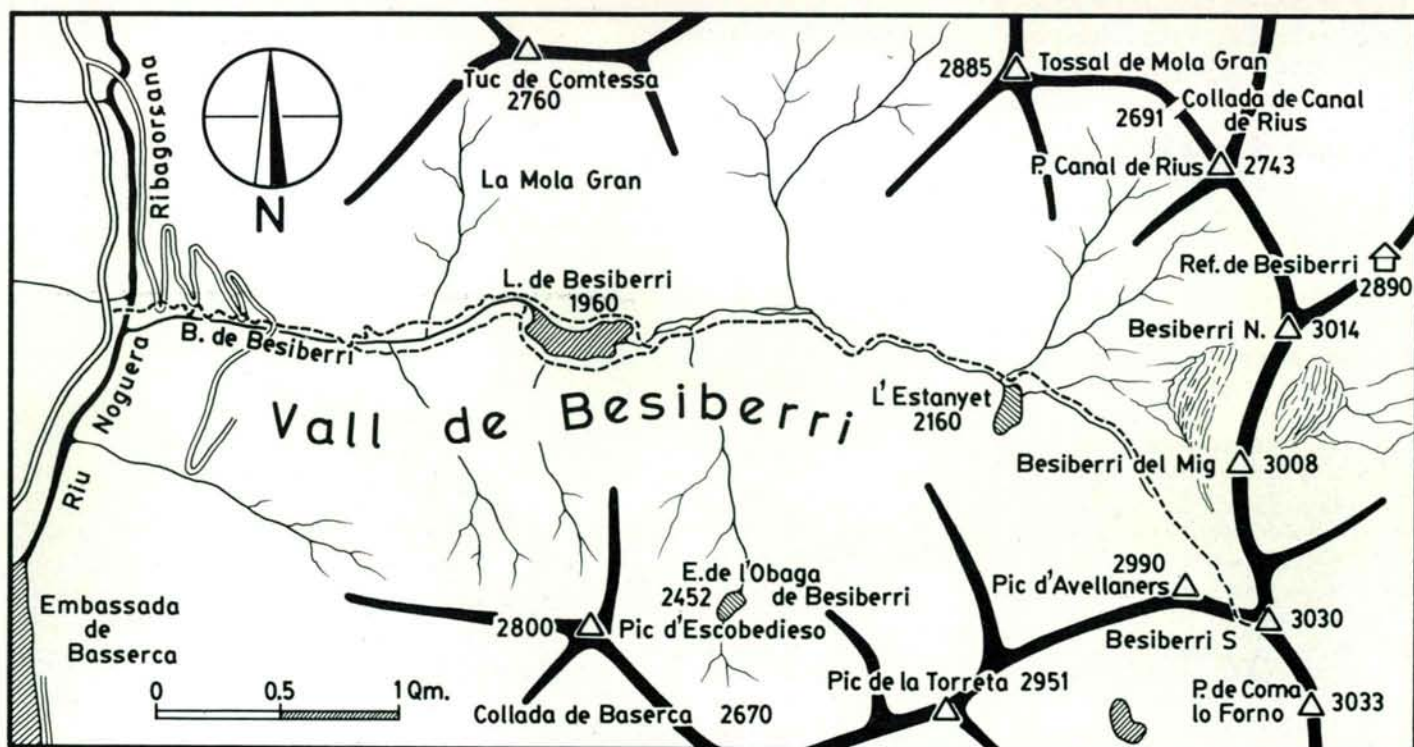 Ribagorçana
N
Tuc de Comtessa
2760
La Mola Gran
2885
Tossal de Mola Gran
Collada de Canal
de Rius
2691
P. Canal de Rius
2743
Ref. de Besiberri
2890
L. de Besiberri
1960
Besiberri N.
3014
B. de Besiberri
Noguera
Riu
Vall de Besiberri
L'Estanyet
2160
Besiberri del Mig
3008
Embassada
de
Basserca
2800
Pic d'Escobedieso
E. de l'Obaga
2452
de Besiberri
2990
Pic d'Avellaners
Besiberri S
3030
0 0.5 1 Qm.
Collada de Baserca 2670
Pic de la Torreta 2951
P. de Coma
lo Forno
3033